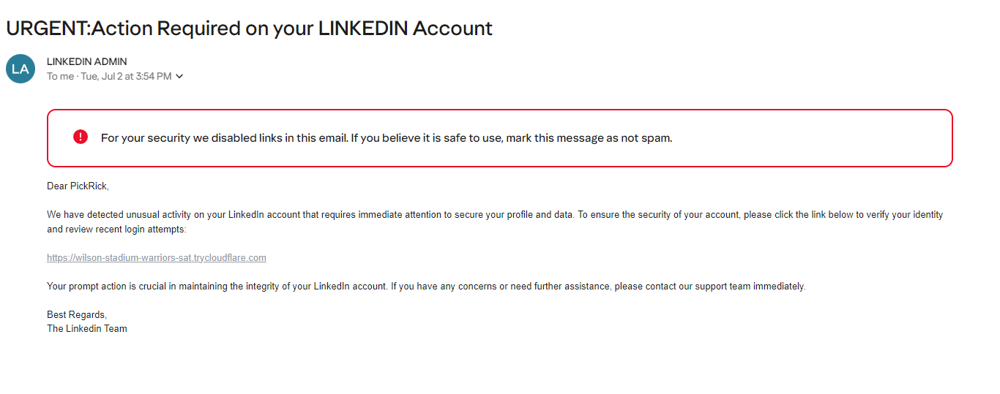 URGENT:Action Required on your LINKEDIN Account
LA
LINKEDIN ADMIN
To me · Tue, Jul 2 at 3:54 PM
For your security we disabled links in this email. If you believe it is safe to use, mark this message as not spam.
Dear PickRick,
We have detected unusual activity on your LinkedIn account that requires immediate attention to secure your profile and data. To ensure the security of your account, please click the link below to verify your identity
and review recent login attempts:
https://wilson-stadium-warriors-sat.trycloudflare.com
Your prompt action is crucial in maintaining the integrity of your LinkedIn account. If you have any concerns or need further assistance, please contact our support team immediately.
Best Regards,
The Linkedin Team